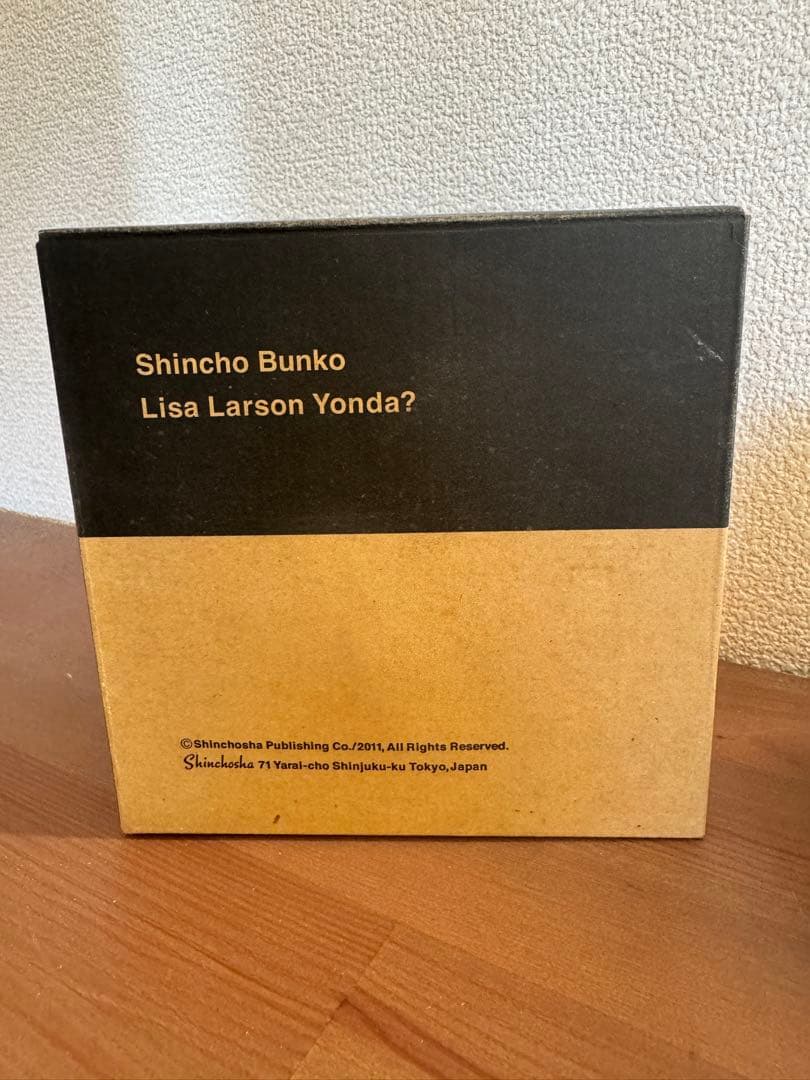 Shincho Bunko
Lisa Larson Yonda?
©Shinchosha Publishing Co./2011, All Rights Reserved.
Shinchosha 71 Yarai-cho Shinjuku-ku Tokyo, Japan